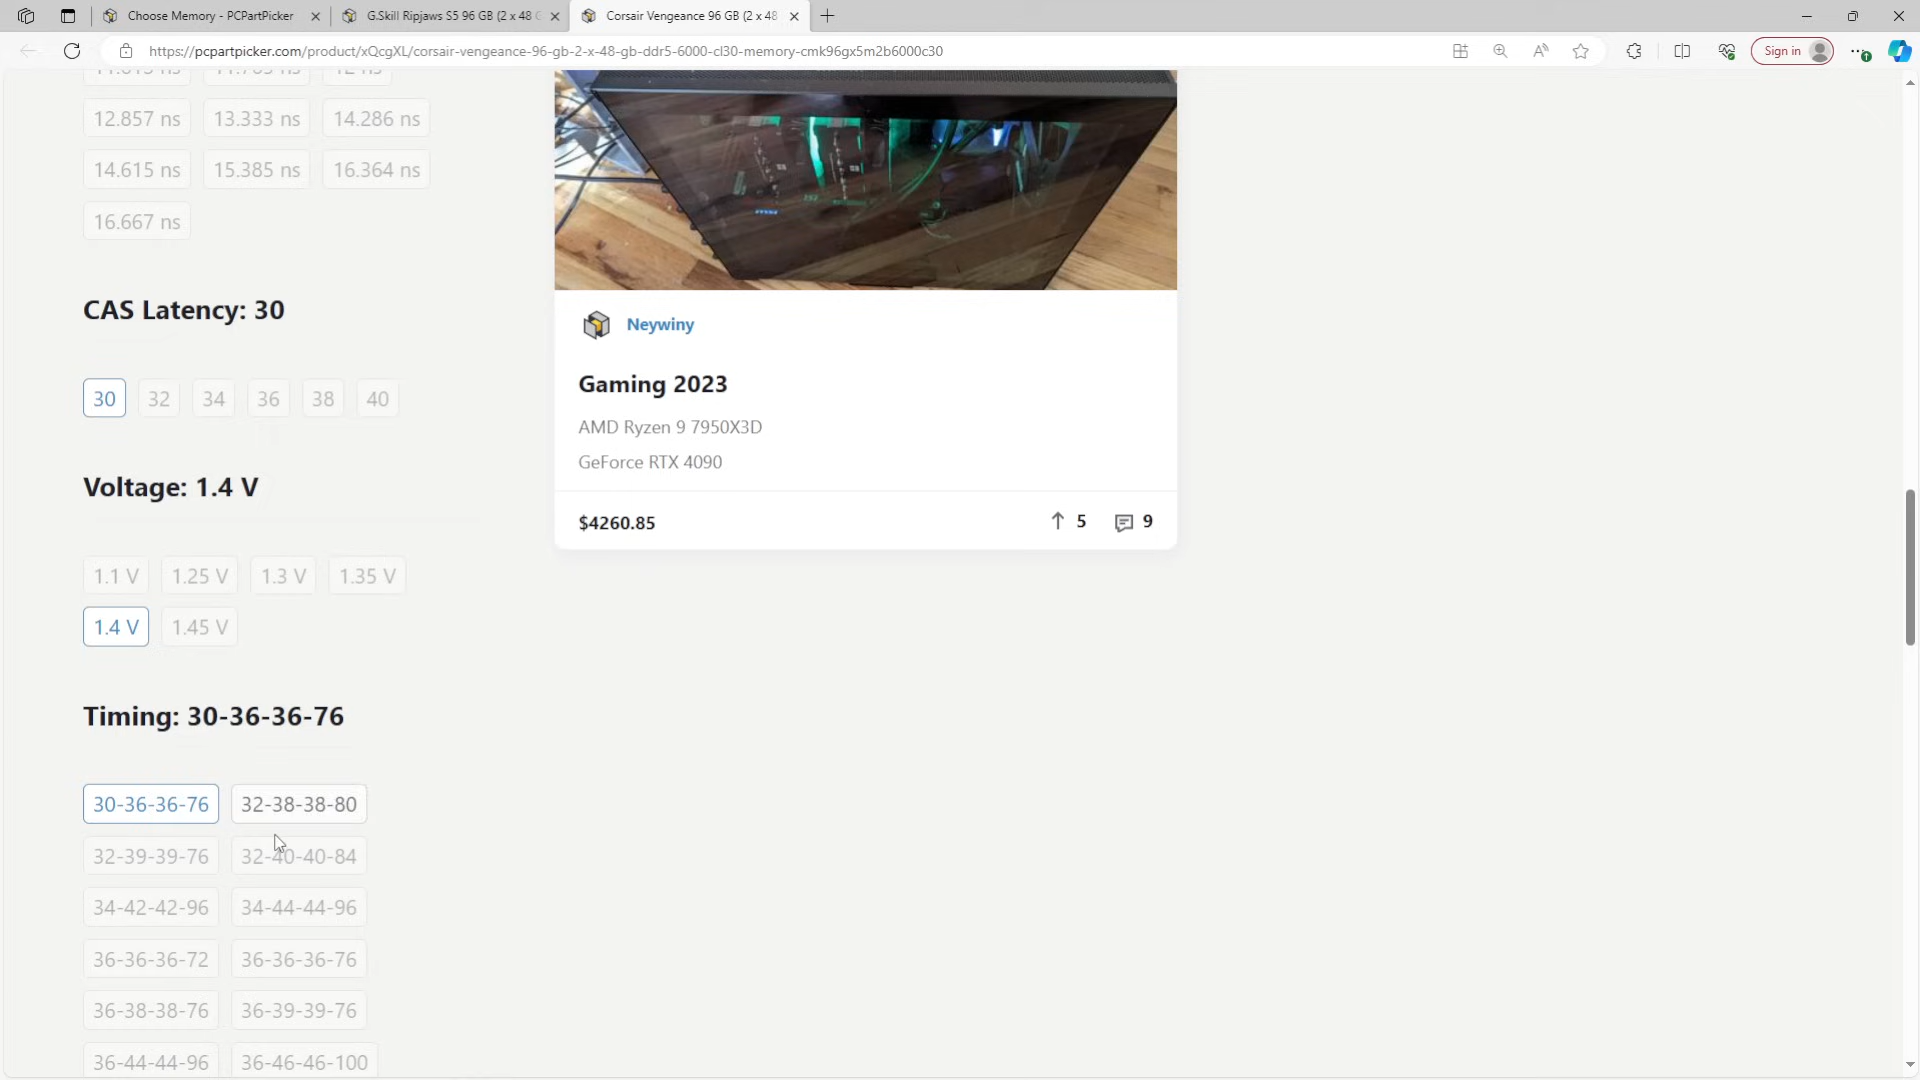 Choose Memory - PCPartPicker
G.Skill Ripjaws S5 96 GB (2 x 48 G
Corsair Vengeance 96 GB (2 x 48
https://pcpartpicker.com/product/xQcgXL/corsair-vengeance-96-gb-2-x-48-gb-ddr5-6000-cl30-memory-cmk96gx5m2b6000c30
Sign in
12 ns
12.857 ns
13.333 ns
14.286 ns
14.615 ns
15.385 ns
16.364 ns
16.667 ns
CAS Latency: 30
30
32
34
36
38
40
Voltage: 1.4 V
1.1 V
1.25 V
1.3 V
1.35 V
1.4 V
1.45 V
Timing: 30-36-36-76
30-36-36-76
32-38-38-80
32-39-39-76
32-40-40-84
34-42-42-96
34-44-44-96
36-36-36-72
36-36-36-76
36-38-38-76
36-39-39-76
36-44-44-96
36-46-46-100
Neywiny
Gaming 2023
AMD Ryzen 9 7950X3D
GeForce RTX 4090
$4260.85
5
9